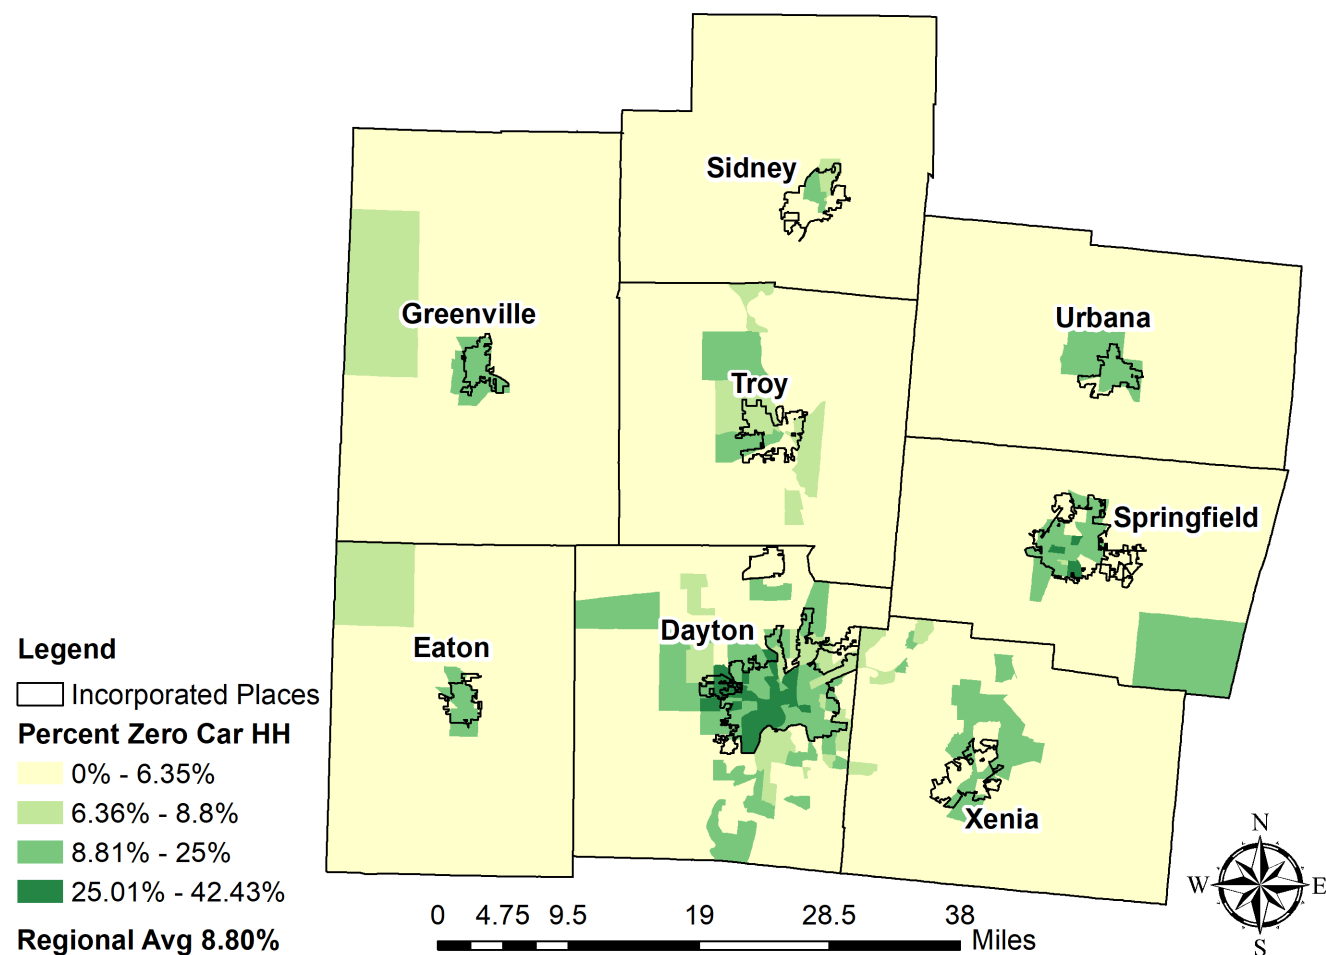 Sidney
Greenville
Urbana
Troy
Springfield
Dayton
Eaton
Xenia
Legend
Incorporated Places
Percent Zero Car HH
0% - 6.35%
6.36% - 8.8%
8.81% - 25%
25.01% - 42.43%
Regional Avg 8.80%
0 4.75 9.5 19 28.5 38
Miles
N
W E
S